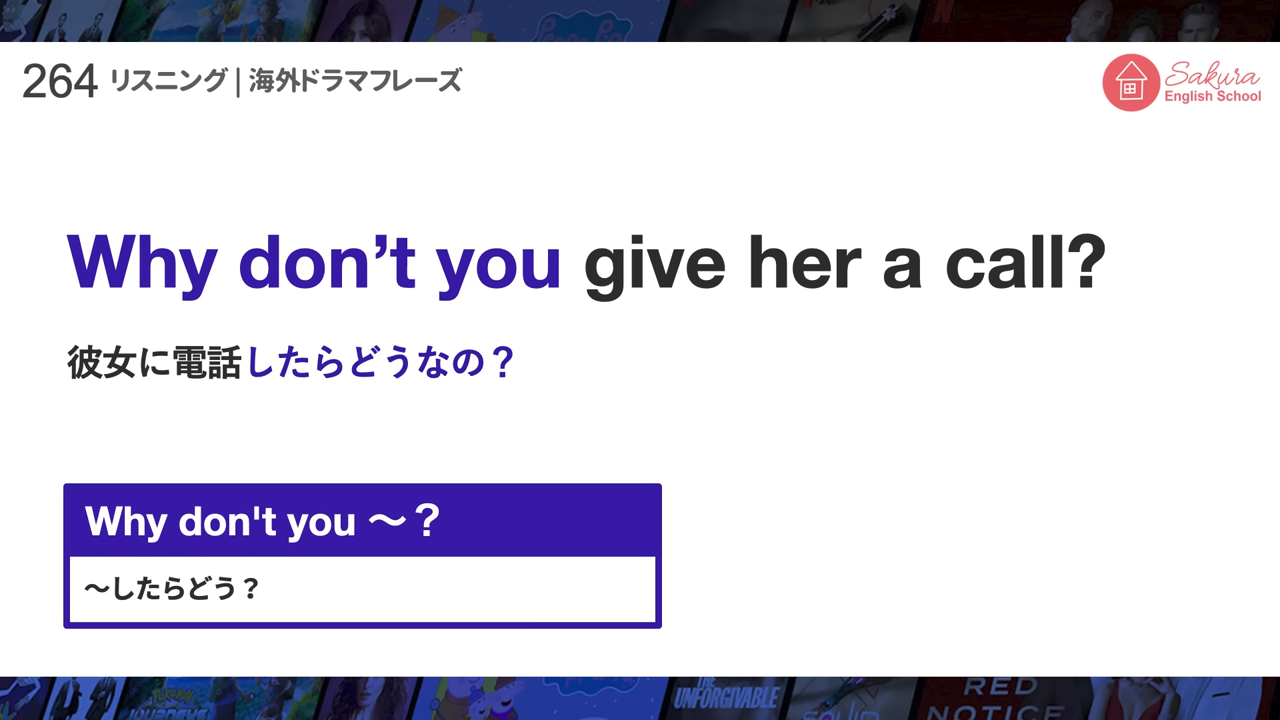 264 リスニング | 海外ドラマフレーズ
Sakura
English School
Why don’t you give her a call?
彼女に電話したらどうなの？
Why don't you 〜？
〜したらどう？
THE
UNFORGIVABLE
RED
NOTICE